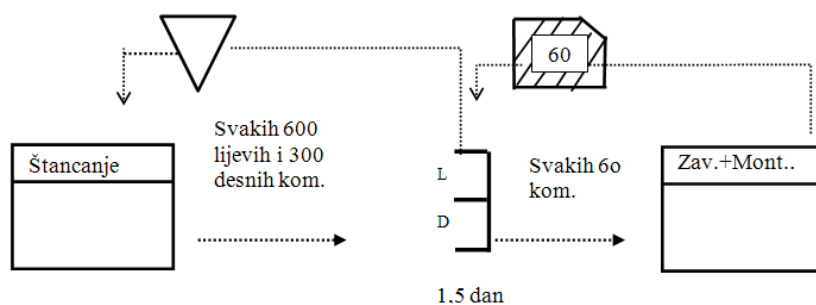 60
Svakih 600
lijevih i 300
desnih kom.
Štancanje
L
D
Svakih 6o
kom.
Zav.+Mont..
1,5 dan